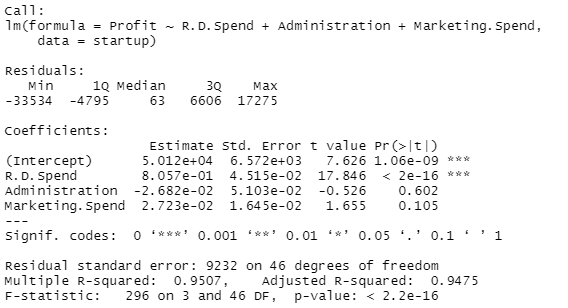 Call:
lm(formula = Profit ~ R.D.Spend + Administration + Marketing.Spend,
    data = startup)

Residuals:
   Min     1Q Median     3Q    Max
-33534  -4795     63   6606  17275

Coefficients:
                  Estimate Std. Error t value Pr(>|t|)
(Intercept)      5.012e+04  6.572e+03   7.626 1.06e-09 ***
R.D.Spend        8.057e-01  4.515e-02  17.846  < 2e-16 ***
Administration  -2.682e-02  5.103e-02  -0.526    0.602
Marketing.Spend  2.723e-02  1.645e-02   1.655    0.105
---
Signif. codes:  0 ‘***’ 0.001 ‘**’ 0.01 ‘*’ 0.05 ‘.’ 0.1 ‘ ’ 1

Residual standard error: 9232 on 46 degrees of freedom
Multiple R-squared:  0.9507,    Adjusted R-squared:  0.9475
F-statistic:   296 on 3 and 46 DF,  p-value: < 2.2e-16